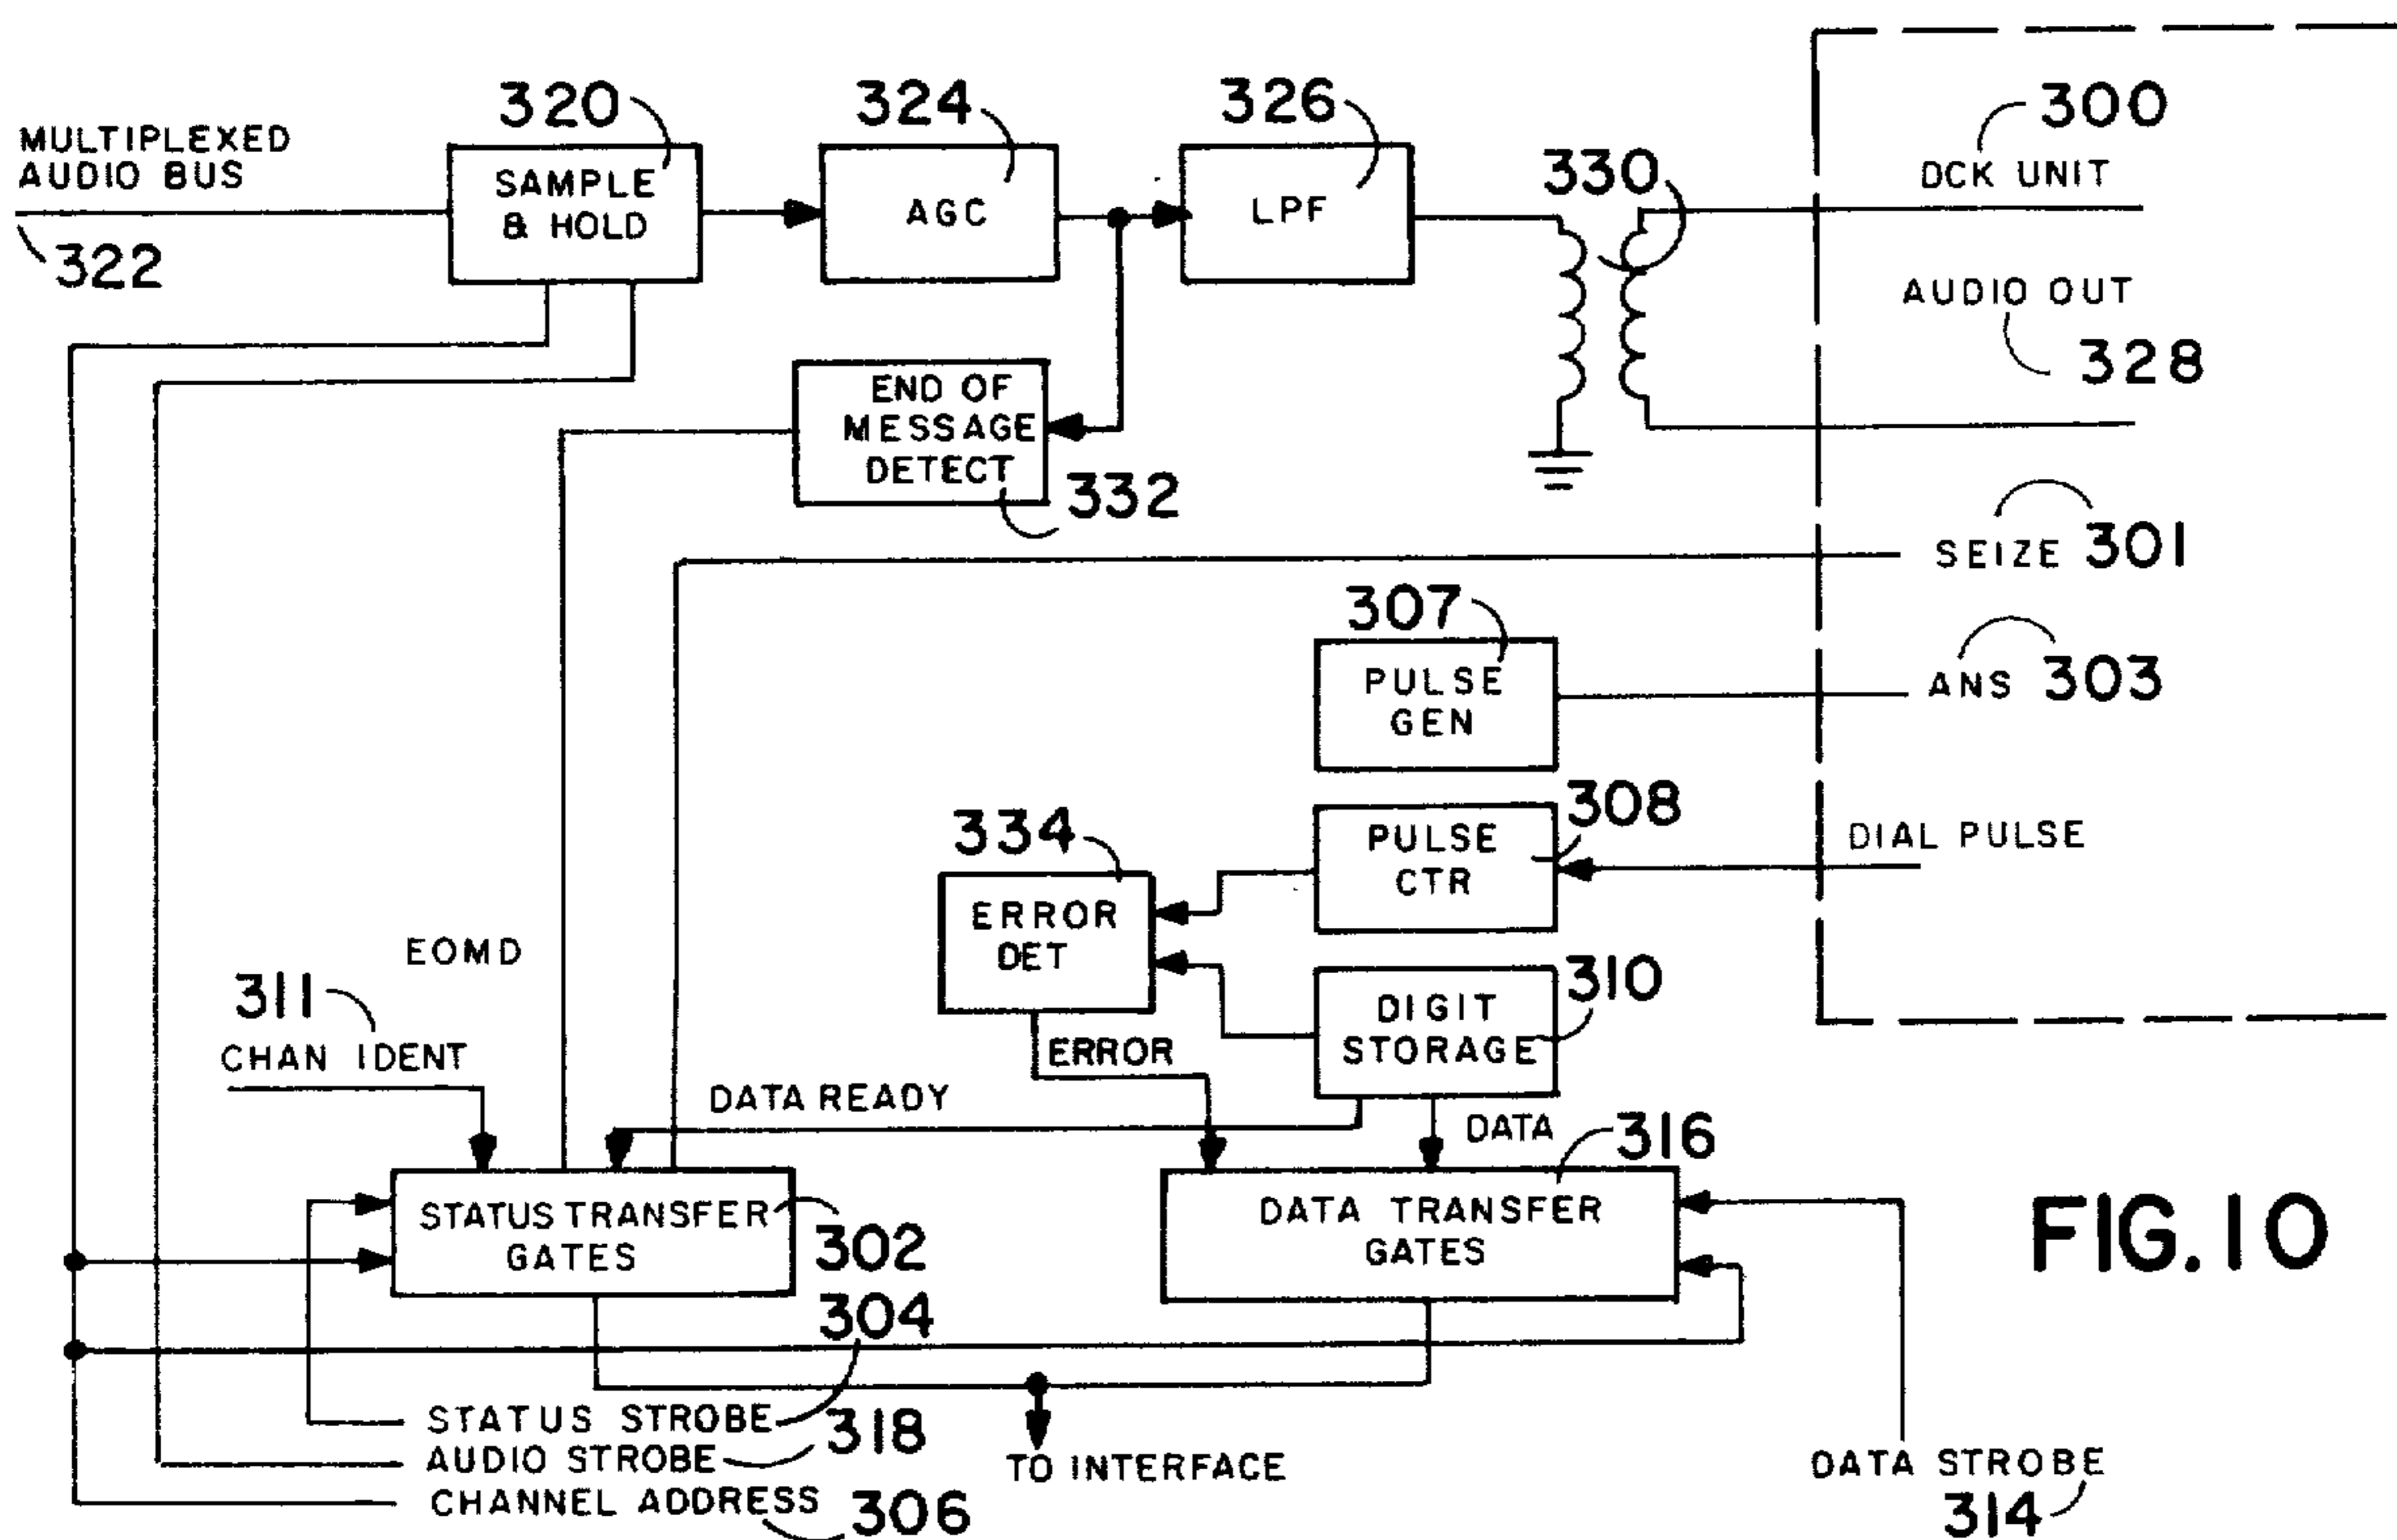 320
324
326
300
MULTIPLEXED
AUDIO BUS
SAMPLE
& HOLD
AGC
LPF
330
DCK UNIT
322
AUDIO OUT
328
END OF
MESSAGE
DETECT
332
SEIZE 301
307
PULSE
GEN
ANS 303
308
334
PULSE
CTR
DIAL PULSE
ERROR
DET
EOMD
310
311
DIGIT
STORAGE
CHAN IDENT
ERROR
DATA READY
DATA
316
STATUS TRANSFER
GATES
302
DATA TRANSFER
GATES
FIG. 10
304
STATUS STROBE
318
AUDIO STROBE
TO INTERFACE
DATA STROBE
314
CHANNEL ADDRESS
306